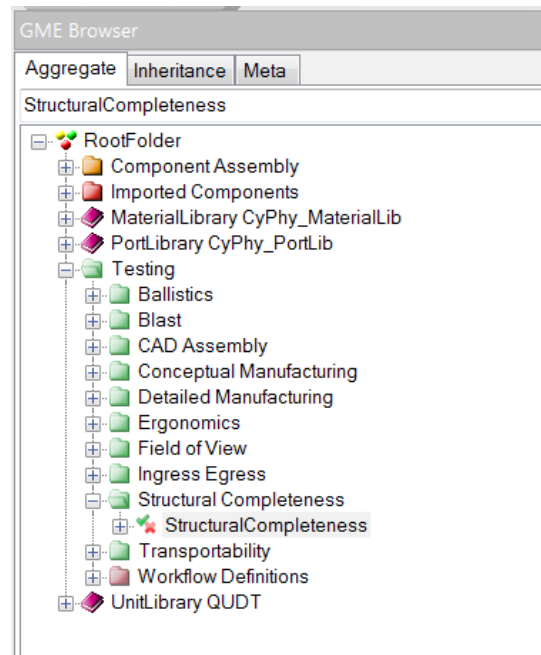 GME Browser
Aggregate Inheritance Meta
StructuralCompleteness
RootFolder
Component Assembly
Imported Components
MaterialLibrary CyPhy_MaterialLib
PortLibrary CyPhy_PortLib
Testing
Ballistics
Blast
CAD Assembly
Conceptual Manufacturing
Detailed Manufacturing
Ergonomics
Field of View
Ingress Egress
Structural Completeness
StructuralCompleteness
Transportability
Workflow Definitions
UnitLibrary QUDT